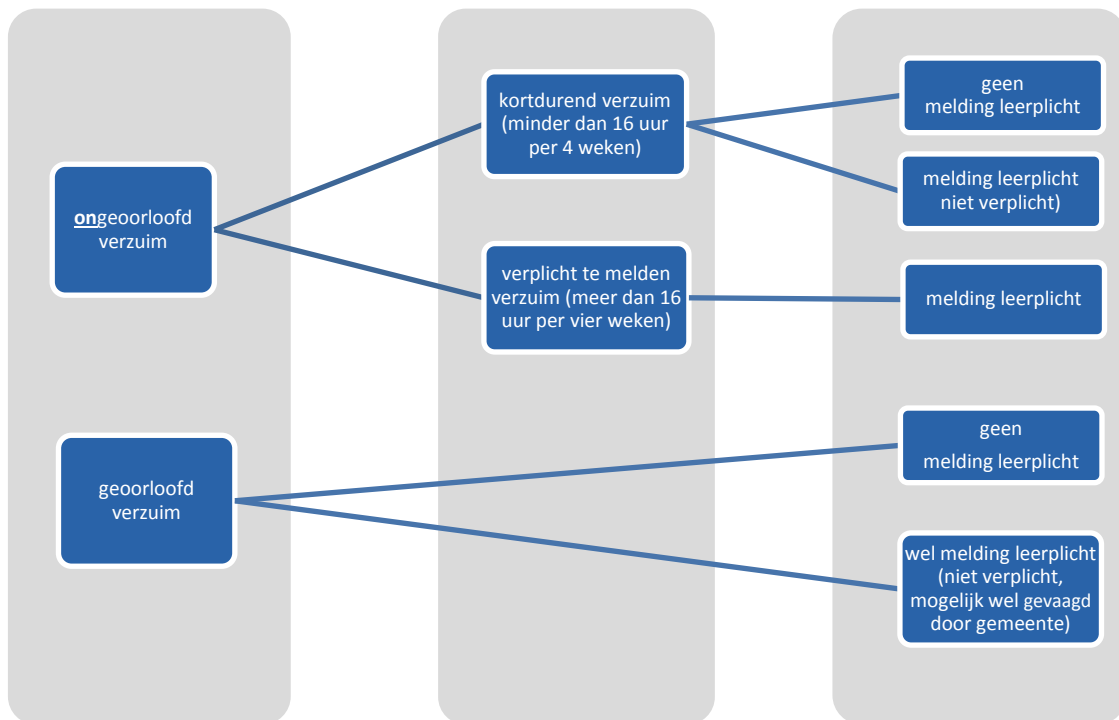 ongeoorloofd
verzuim
kortdurend verzuim
(minder dan 16 uur
per 4 weken)
geen
melding leerplicht
melding leerplicht
niet verplicht)
verplicht te melden
verzuim (meer dan 16
uur per vier weken)
melding leerplicht
geoorloofd
verzuim
geen
melding leerplicht
wel melding leerplicht
(niet verplicht,
mogelijk wel gevaagd
door gemeente)